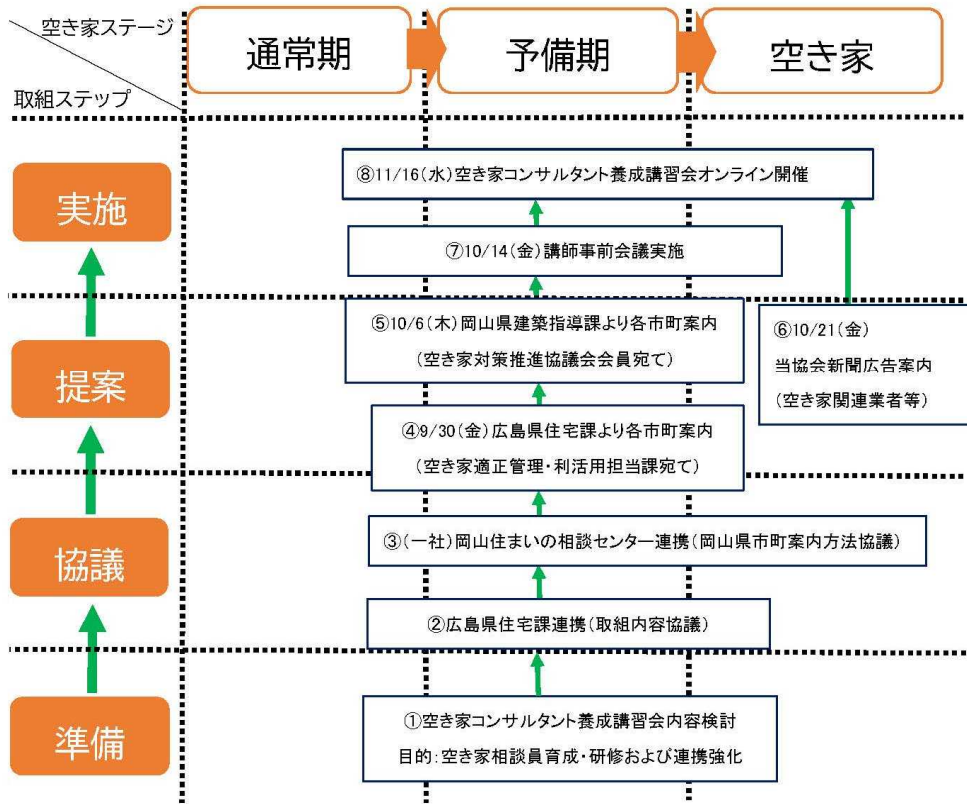 空き家ステージ
取組ステップ
通常期
予備期
空き家
実施
⑧11/16(水)空き家コンサルタント養成講習会オンライン開催
⑦10/14(金)講師事前会議実施
提案
⑤10/6(木)岡山県建築指導課より各市町案内
(空き家対策推進協議会会員宛て)
⑥10/21(金)
当協会新聞広告案内
(空き家関連業者等)
④9/30(金)広島県住宅課より各市町案内
(空き家適正管理・利活用担当課宛て)
協議
③(一社)岡山住まいの相談センター連携(岡山県市町案内方法協議)
②広島県住宅課連携(取組内容協議)
準備
①空き家コンサルタント養成講習会内容検討
目的:空き家相談員育成・研修および連携強化